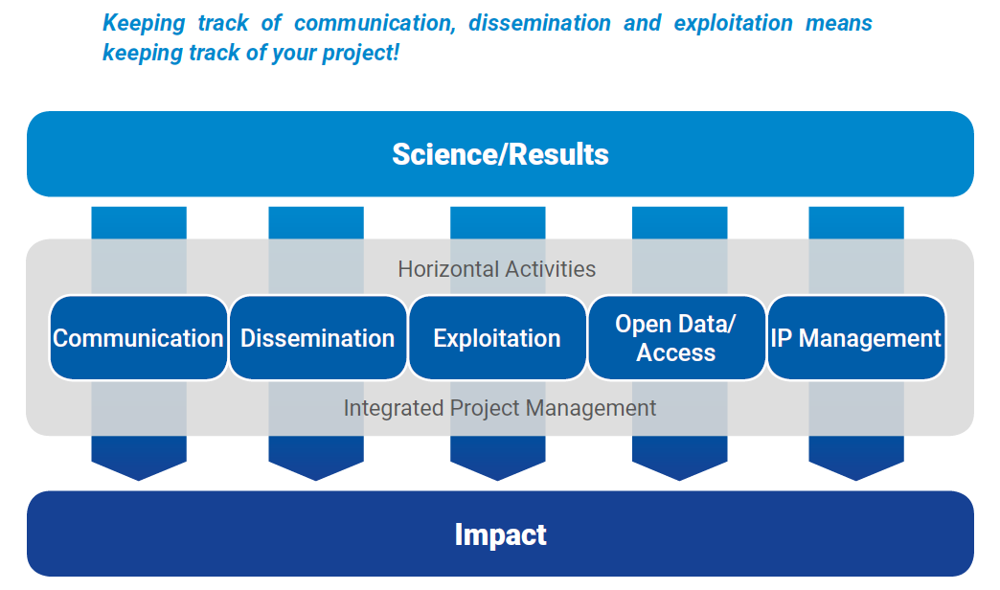 Keeping track of communication, dissemination and exploitation means
keeping track of your project!
Science/Results
Horizontal Activities
Communication
Dissemination
Exploitation
Open Data/
Access
IP Management
Integrated Project Management
Impact